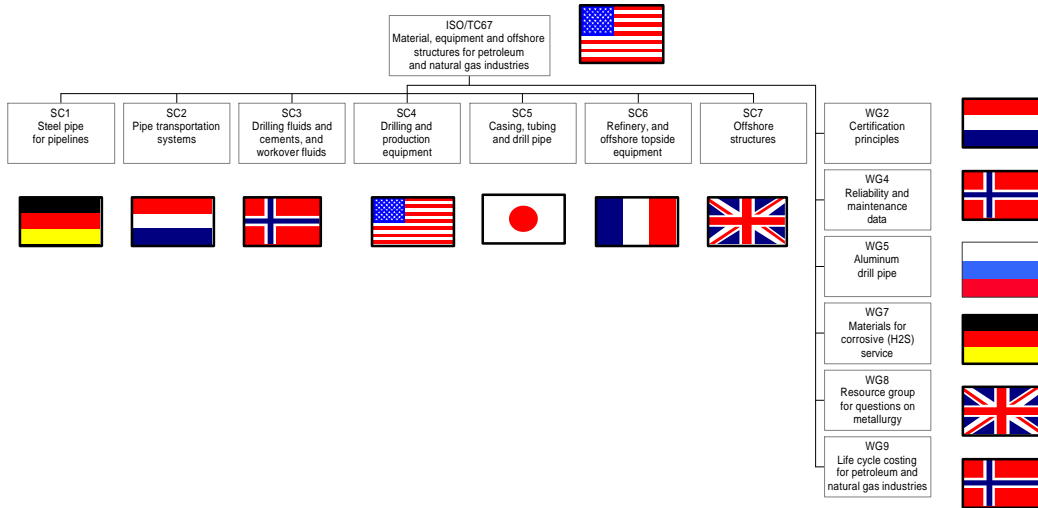 ISO/TC67
Material, equipment and offshore
structures for petroleum
and natural gas industries
SC1
Steel pipe
for pipelines
SC2
Pipe transportation
systems
SC3
Drilling fluids and
cements, and
workover fluids
SC4
Drilling and
production
equipment
SC5
Casing, tubing
and drill pipe
SC6
Refinery, and
offshore topside
equipment
SC7
Offshore
structures
WG2
Certification
principles
WG4
Reliability and
maintenance
data
WG5
Aluminum
drill pipe
WG7
Materials for
corrosive (H2S)
service
WG8
Resource group
for questions on
metallurgy
WG9
Life cycle costing
for petroleum and
natural gas industries